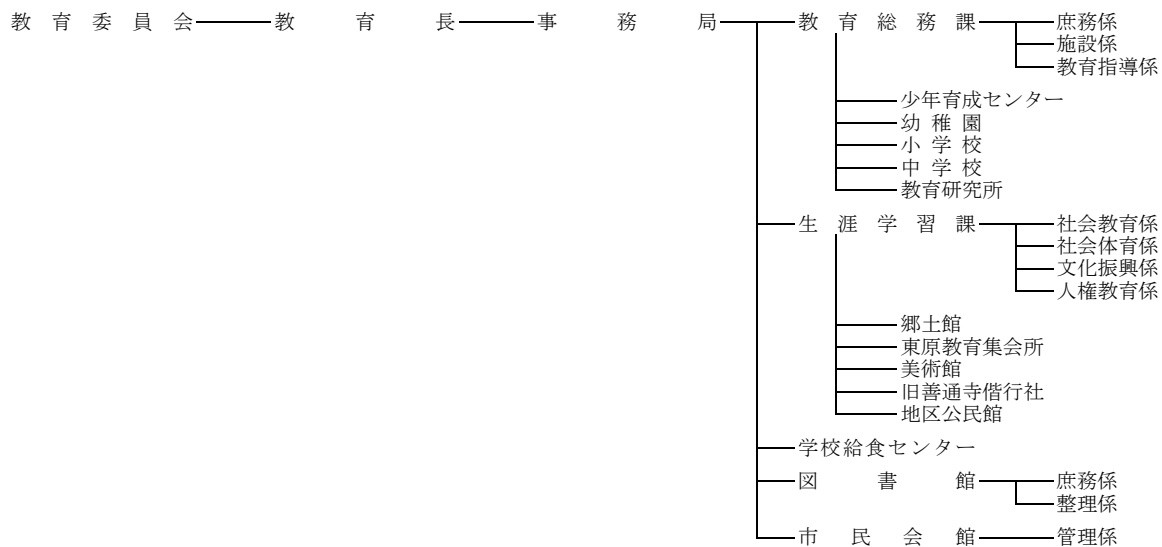 教育委員会 教育長 事務局 教育総務課 庶務係
施設係
教育指導係
少年育成センター
幼稚園
小学校
中学校
教育研究所
生涯学習課 社会教育係
社会体育係
文化振興係
人権教育係
郷土館
東原教育集会所
美術館
旧善通寺偕行社
地区公民館
学校給食センター
図書館 庶務係
整理係
市民会館 管理係